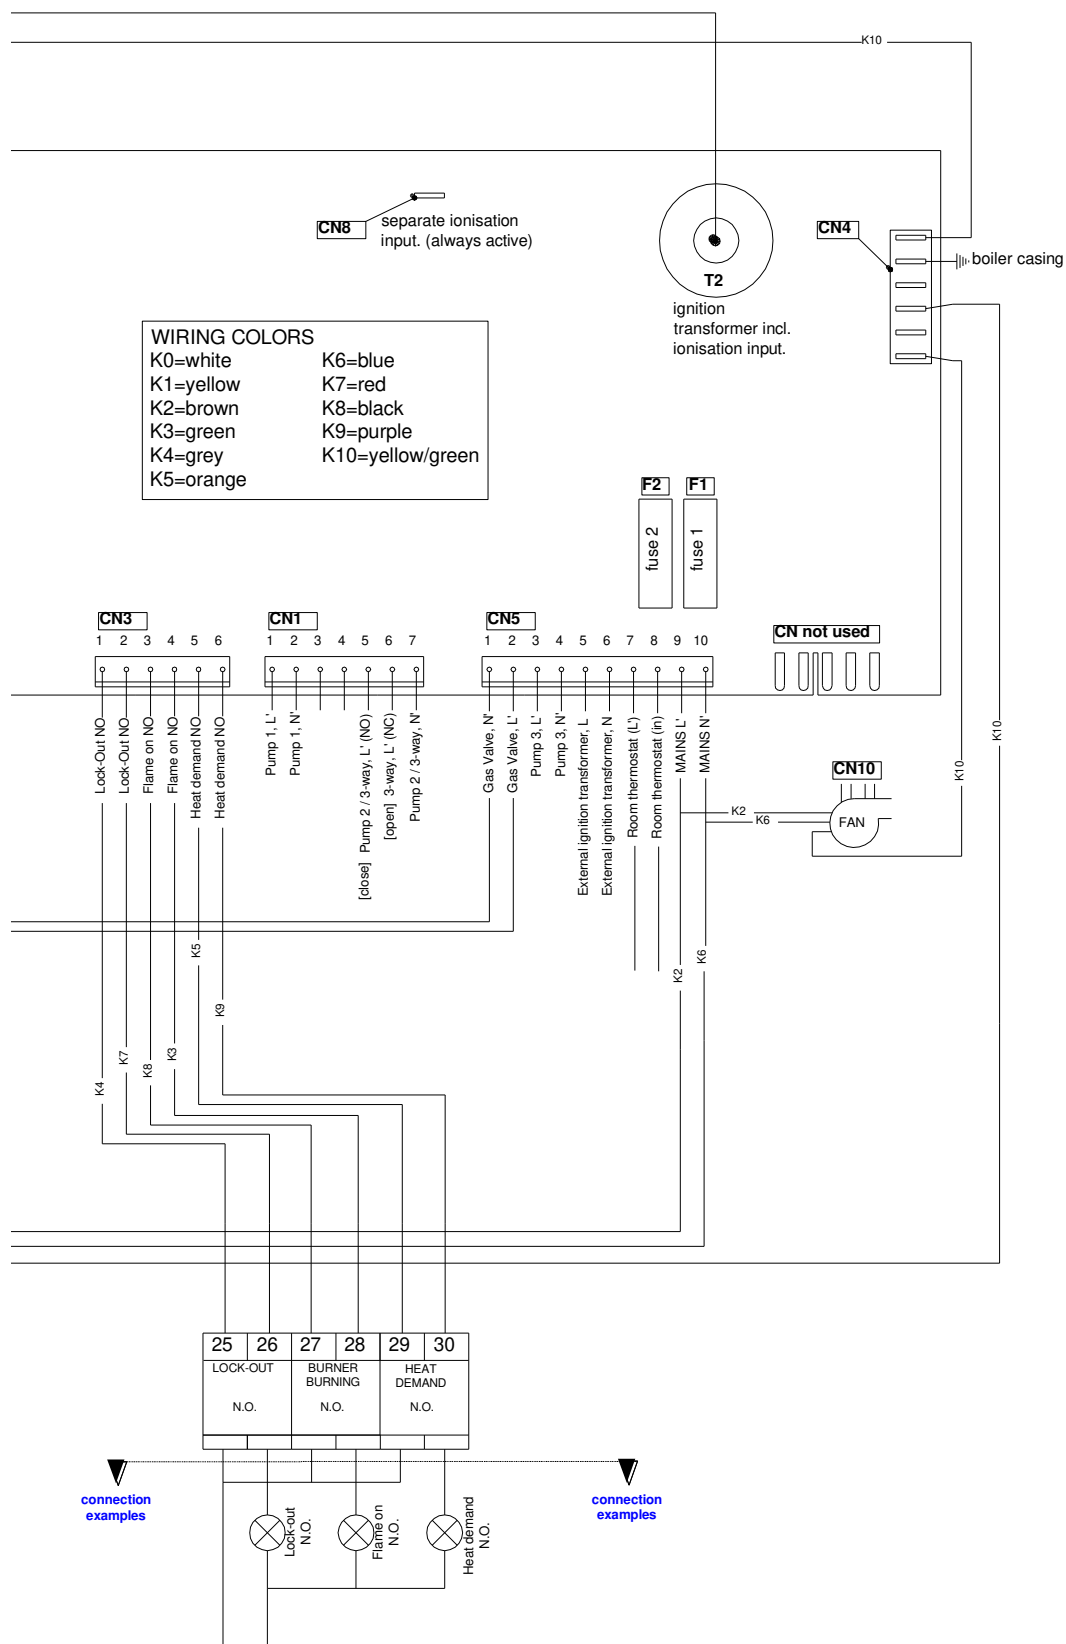 K10
CN8
separate ionisation
input. (always active)
CN4
boiler casing
T2
ignition
transformer incl.
ionisation input.
WIRING COLORS
K0=white
K1=yellow
K2=brown
K3=green
K4=grey
K5=orange
K6=blue
K7=red
K8=black
K9=purple
K10=yellow/green
F2
F1
fuse 2
fuse 1
CN3
1 2 3 4 5 6
CN1
1 2 3 4 5 6 7
CN5
1 2 3 4 5 6 7 8 9 10
CN not used
Lock-Out NO
Lock-Out NO
Flame on NO
Flame on NO
Heat demand NO
Heat demand NO
Pump 1, L'
Pump 1, N'
[close] Pump 2 / 3-way, L' (NO)
[open] 3-way, L' (NC)
Pump 2 / 3-way, N'
Gas Valve, N'
Gas Valve, L'
Pump 3, L'
Pump 3, N'
External ignition transformer, L
External ignition transformer, N
Room thermostat (L')
Room thermostat (in)
MAINS L'
MAINS N'
K10
K10
CN10
FAN
K2
K6
K5
K9
K2
K6
K7
K8
K3
K4
25 26 27 28 29 30
LOCK-OUT
N.O.
BURNER
BURNING
N.O.
HEAT
DEMAND
N.O.
connection
examples
connection
examples
Lock-out
N.O.
Flame on
N.O.
Heat demand
N.O.